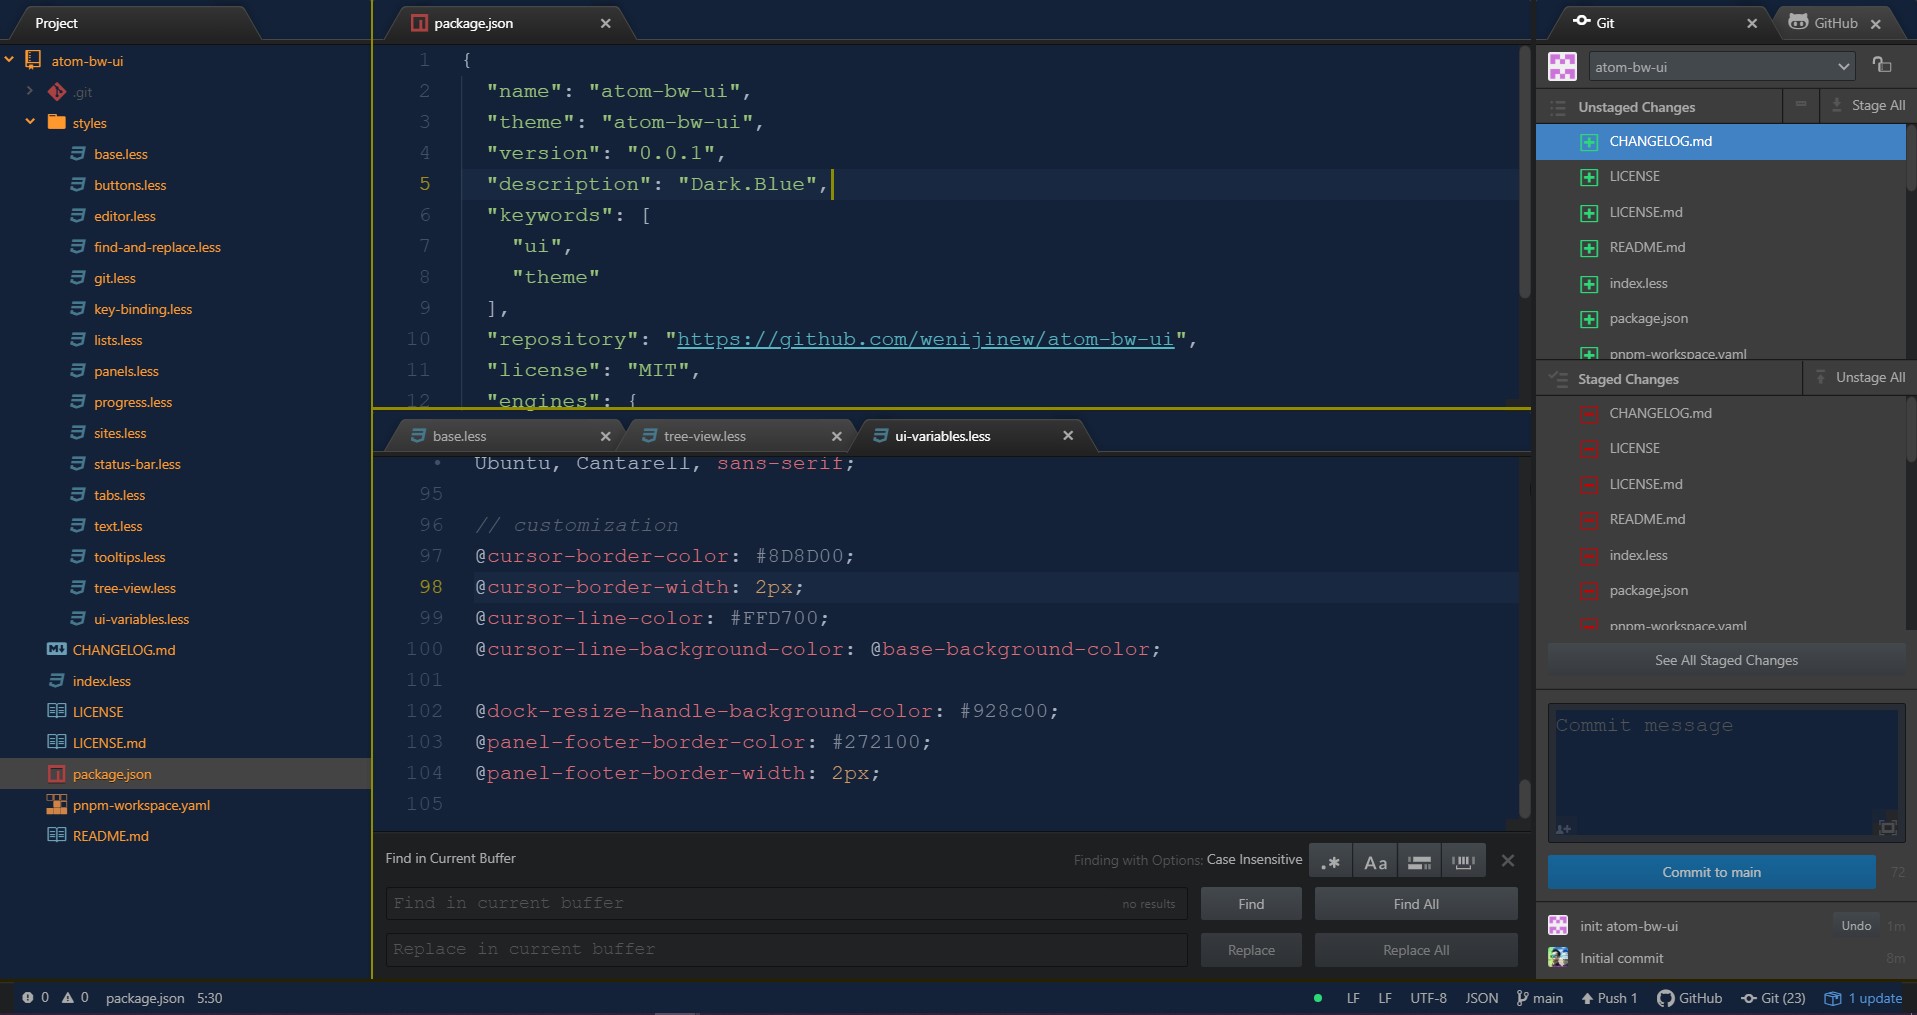 Project
atom-bw-ui
.git
styles
base.less
buttons.less
editor.less
find-and-replace.less
git.less
key-binding.less
lists.less
panels.less
progress.less
sites.less
status-bar.less
tabs.less
text.less
tooltips.less
tree-view.less
ui-variables.less
CHANGELOG.md
index.less
LICENSE
LICENSE.md
package.json
pnpm-workspace.yaml
README.md
package.json
1 {
2 "name": "atom-bw-ui",
3 "theme": "atom-bw-ui",
4 "version": "0.0.1",
5 "description": "Dark.Blue",
6 "keywords": [
7 "ui",
8 "theme"
9 ],
10 "repository": "https://github.com/wenijinew/atom-bw-ui",
11 "license": "MIT",
12 "engines": {
base.less tree-view.less ui-variables.less
• Ubuntu, Cantarell, sans-serif;
95
96 // customization
97 @cursor-border-color: #8D8D00;
98 @cursor-border-width: 2px;
99 @cursor-line-color: #FFD700;
100 @cursor-line-background-color: @base-background-color;
101
102 @dock-resize-handle-background-color: #928c00;
103 @panel-footer-border-color: #272100;
104 @panel-footer-border-width: 2px;
105
Find in Current Buffer Finding with Options: Case Insensitive .* Aa
Find in current buffer no results Find Find All
Replace in current buffer Replace Replace All
Git GitHub
atom-bw-ui
Unstaged Changes Stage All
CHANGELOG.md
LICENSE
LICENSE.md
README.md
index.less
package.json
pnpm-workspace.yaml
Staged Changes Unstage All
CHANGELOG.md
LICENSE
LICENSE.md
README.md
index.less
package.json
pnpm-workspace.yaml
See All Staged Changes
Commit message
Commit to main 72
init: atom-bw-ui Undo 1m
Initial commit 8m
0 0 package.json 5:30 LF LF UTF-8 JSON main Push 1 GitHub Git (23) 1 update